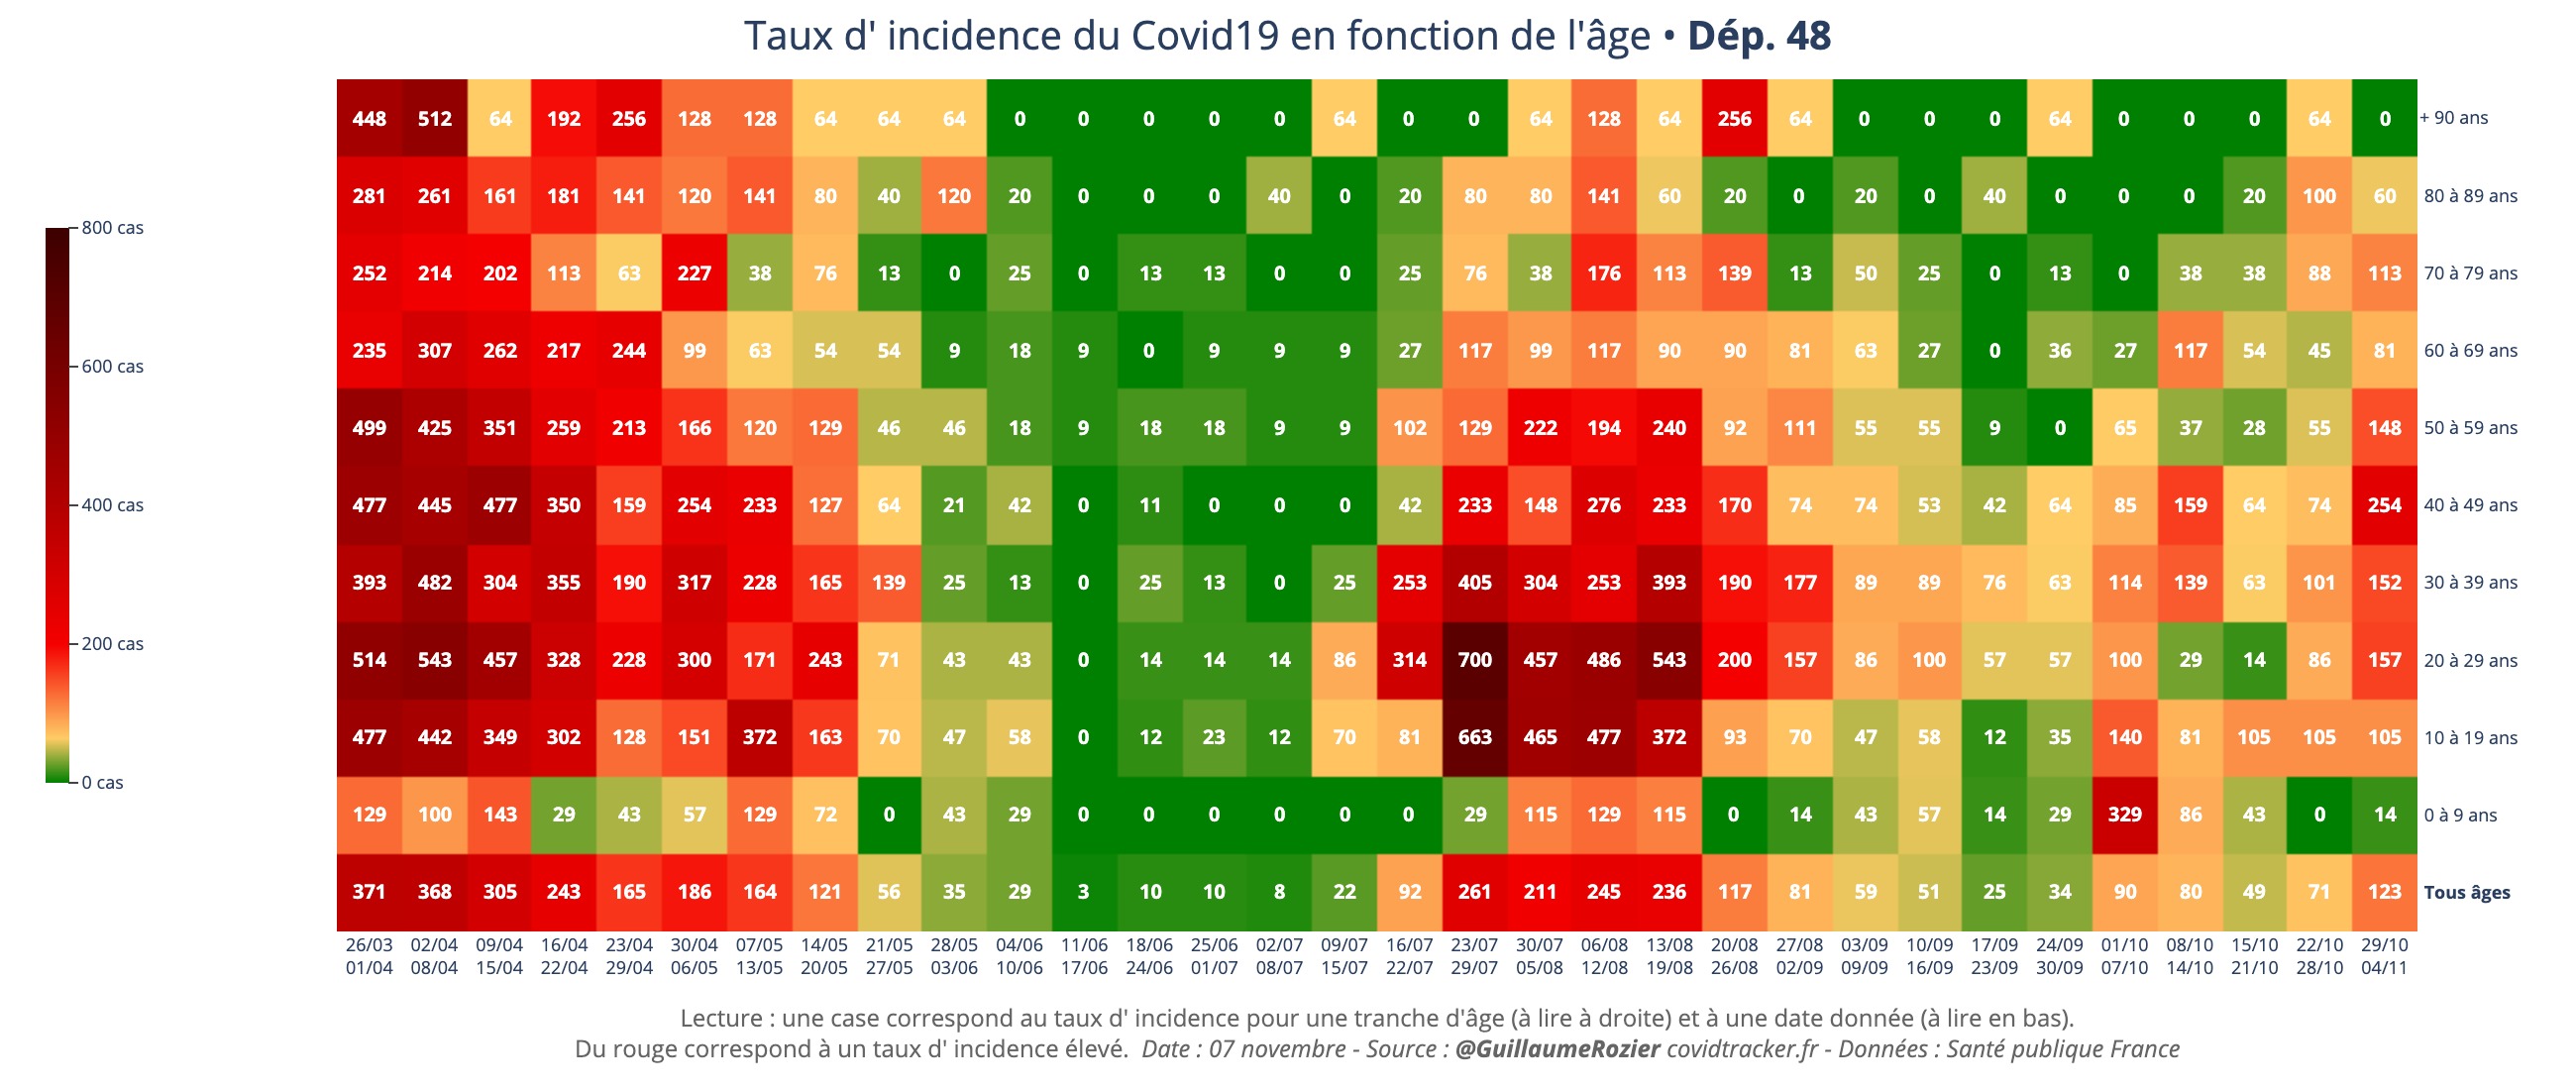 Taux d' incidence du Covid19 en fonction de l'âge • Dép. 48
800 cas
600 cas
400 cas
200 cas
0 cas
448 512 64 192 256 128 128 64 64 64 0 0 0 0 0 64 0 0 64 128 64 256 64 0 0 0 64 0 0 0 64 0 + 90 ans
281 261 161 181 141 120 141 80 40 120 20 0 0 0 40 0 20 80 80 141 60 20 0 20 0 40 0 0 0 20 100 60 80 à 89 ans
252 214 202 113 63 227 38 76 13 0 25 0 13 13 0 0 25 76 38 176 113 139 13 50 25 0 13 0 38 38 88 113 70 à 79 ans
235 307 262 217 244 99 63 54 54 9 18 9 0 9 9 9 27 117 99 117 90 90 81 63 27 0 36 27 117 54 45 81 60 à 69 ans
499 425 351 259 213 166 120 129 46 46 18 9 18 18 9 9 102 129 222 194 240 92 111 55 55 9 0 65 37 28 55 148 50 à 59 ans
477 445 477 350 159 254 233 127 64 21 42 0 11 0 0 0 42 233 148 276 233 170 74 74 53 42 64 85 159 64 74 254 40 à 49 ans
393 482 304 355 190 317 228 165 139 25 13 0 25 13 0 25 253 405 304 253 393 190 177 89 89 76 63 114 139 63 101 152 30 à 39 ans
514 543 457 328 228 300 171 243 71 43 43 0 14 14 14 86 314 700 457 486 543 200 157 86 100 57 57 100 29 14 86 157 20 à 29 ans
477 442 349 302 128 151 372 163 70 47 58 0 12 23 12 70 81 663 465 477 372 93 70 47 58 12 35 140 81 105 105 105 10 à 19 ans
129 100 143 29 43 57 129 72 0 43 29 0 0 0 0 0 0 29 115 129 115 0 14 43 57 14 29 329 86 43 0 14 0 à 9 ans
371 368 305 243 165 186 164 121 56 35 29 3 10 10 8 22 92 261 211 245 236 117 81 59 51 25 34 90 80 49 71 123 Tous âges
26/03 02/04 09/04 16/04 23/04 30/04 07/05 14/05 21/05 28/05 04/06 11/06 18/06 25/06 02/07 09/07 16/07 23/07 30/07 06/08 13/08 20/08 27/08 03/09 10/09 17/09 24/09 01/10 08/10 15/10 22/10 29/10
01/04 08/04 15/04 22/04 29/04 06/05 13/05 20/05 27/05 03/06 10/06 17/06 24/06 01/07 08/07 15/07 22/07 29/07 05/08 12/08 19/08 26/08 02/09 09/09 16/09 23/09 30/09 07/10 14/10 21/10 28/10 04/11
Lecture : une case correspond au taux d' incidence pour une tranche d'âge (à lire à droite) et à une date donnée (à lire en bas).
Du rouge correspond à un taux d' incidence élevé. Date : 07 novembre - Source : @GuillaumeRozier covidtracker.fr - Données : Santé publique France